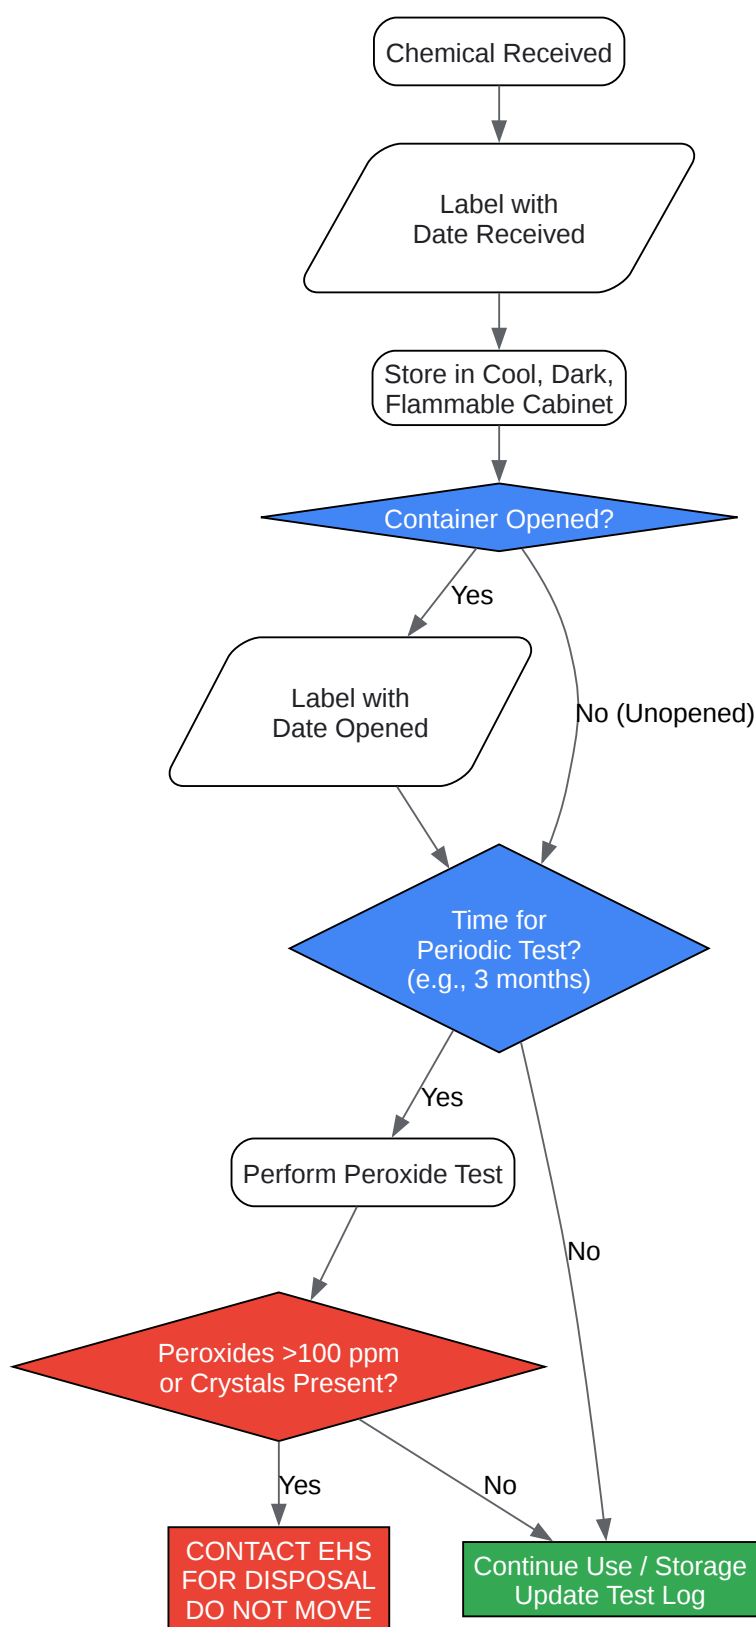 Chemical Received
Label with
Date Received
Store in Cool, Dark,
Flammable Cabinet
Container Opened?
Yes
Label with
Date Opened
No (Unopened)
Time for
Periodic Test?
(e.g., 3 months)
Yes
Perform Peroxide Test
No
Peroxides >100 ppm
or Crystals Present?
Yes
No
CONTACT EHS
FOR DISPOSAL
DO NOT MOVE
Continue Use / Storage
Update Test Log